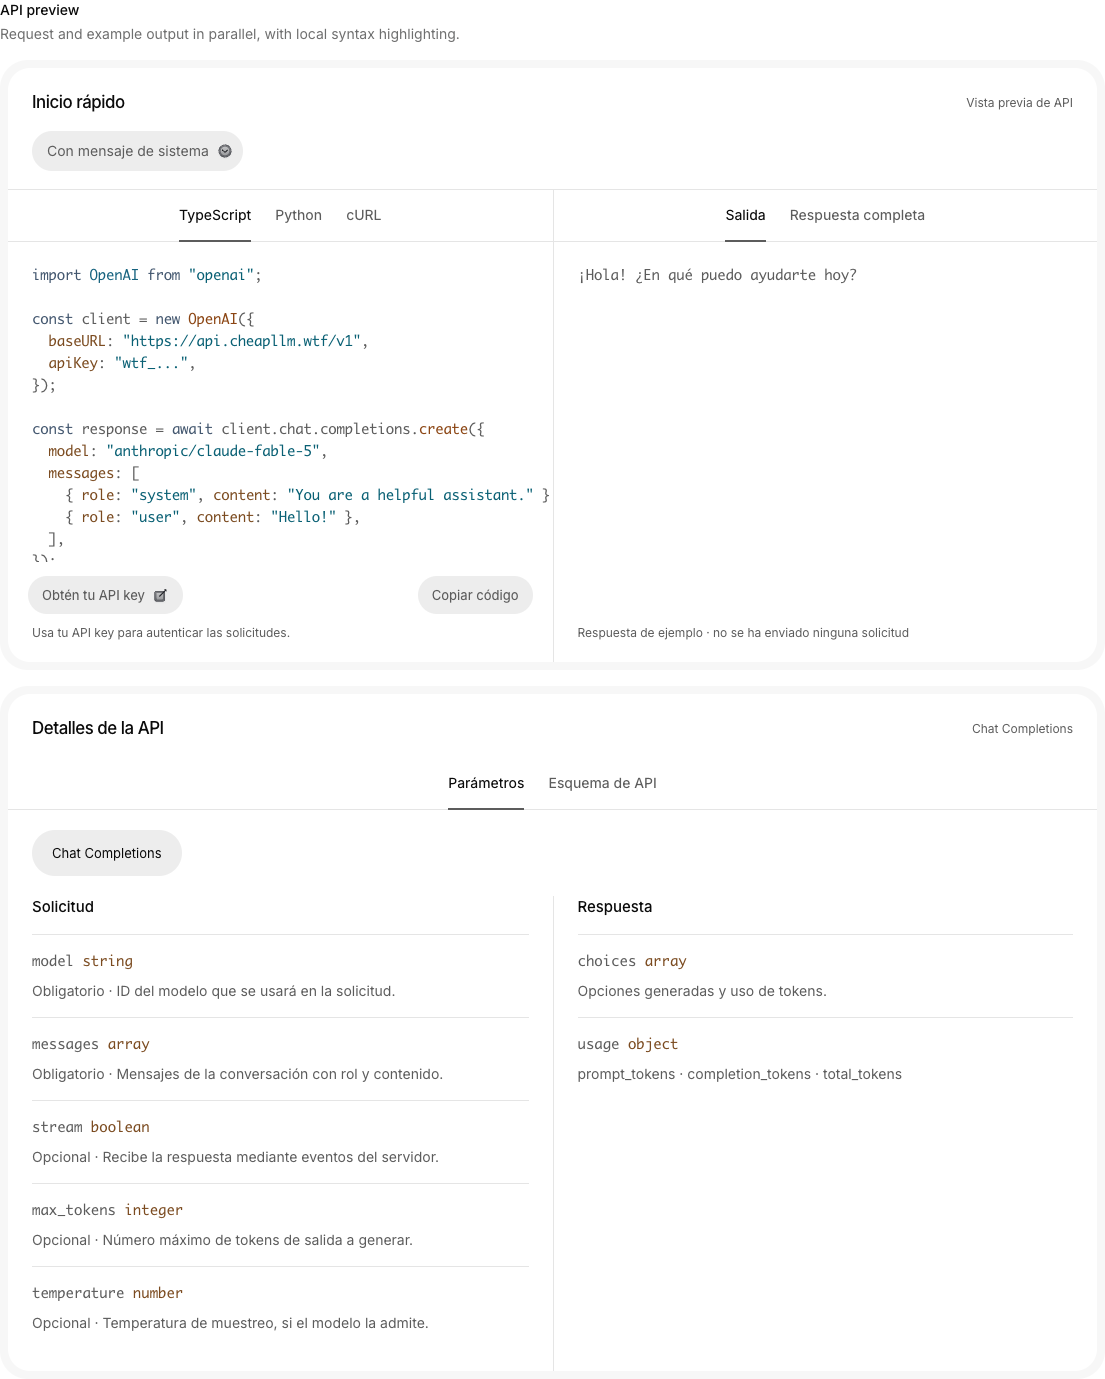 API preview
Request and example output in parallel, with local syntax highlighting.
Inicio rápido
Vista previa de API
Con mensaje de sistema
TypeScript Python cURL
import OpenAI from "openai";
const client = new OpenAI({
baseURL: "https://api.cheapllm.wtf/v1",
apiKey: "wtf_...",
});
const response = await client.chat.completions.create({
model: "anthropic/claude-fable-5",
messages: [
{ role: "system", content: "You are a helpful assistant." }
{ role: "user", content: "Hello!" },
],
});
Obtén tu API key
Copiar código
Usa tu API key para autenticar las solicitudes.
Salida Respuesta completa
¡Hola! ¿En qué puedo ayudarte hoy?
Respuesta de ejemplo · no se ha enviado ninguna solicitud
Detalles de la API
Chat Completions
Parámetros Esquema de API
Chat Completions
Solicitud
model string
Obligatorio · ID del modelo que se usará en la solicitud.
messages array
Obligatorio · Mensajes de la conversación con rol y contenido.
stream boolean
Opcional · Recibe la respuesta mediante eventos del servidor.
max_tokens integer
Opcional · Número máximo de tokens de salida a generar.
temperature number
Opcional · Temperatura de muestreo, si el modelo la admite.
Respuesta
choices array
Opciones generadas y uso de tokens.
usage object
prompt_tokens · completion_tokens · total_tokens